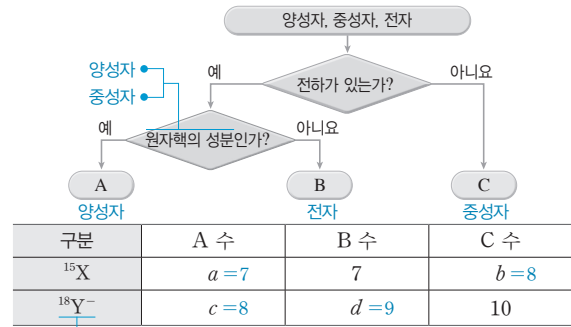 양성자, 중성자, 전자
양성자
중성자
예
전하가 있는가?
아니요
예
원자핵의 성분인가?
아니요
A
B
C
양성자
전자
중성자
구분 A 수 B 수 C 수
¹⁵X a=7 7 b=8
¹⁸Y⁻ c=8 d=9 10